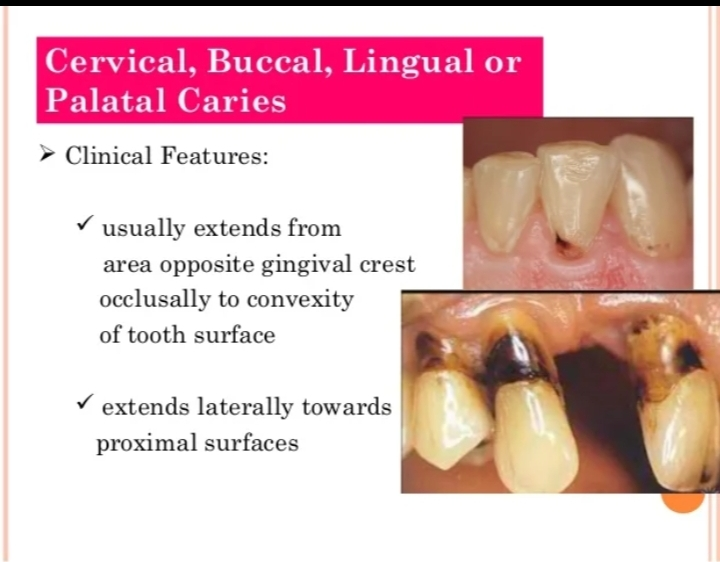 Cervical, Buccal, Lingual or
Palatal Caries
➢ Clinical Features:
✓ usually extends from
area opposite gingival crest
occlusally to convexity
of tooth surface
✓ extends laterally towards
proximal surfaces